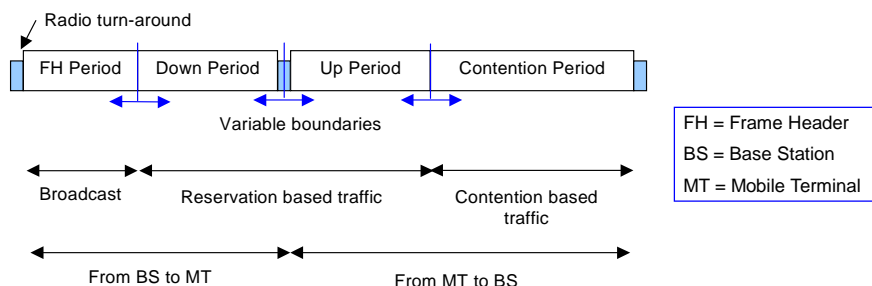 Radio turn-around
FH Period
Down Period
Up Period
Contention Period
Variable boundaries
FH = Frame Header
BS = Base Station
MT = Mobile Terminal
Broadcast
Reservation based traffic
Contention based
traffic
From BS to MT
From MT to BS